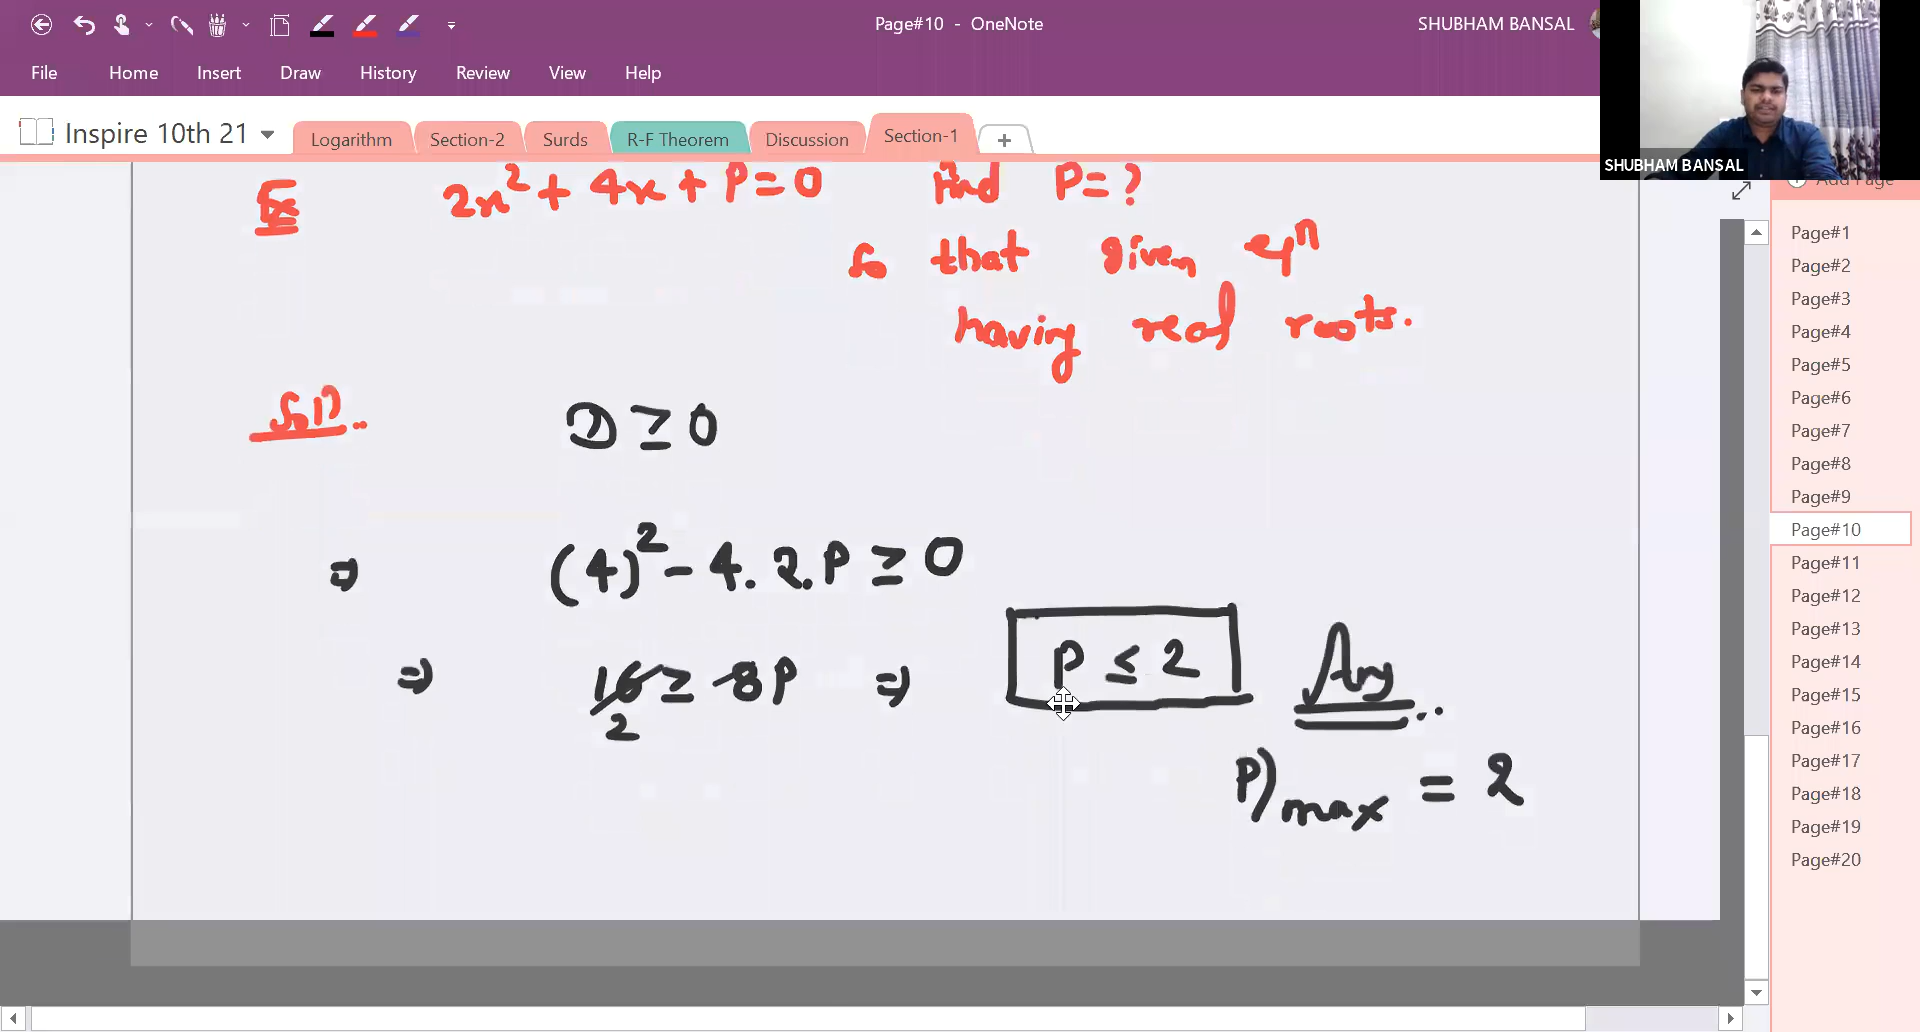 Page#10 - OneNote
SHUBHAM BANSAL
File Home Insert Draw History Review View Help
SHUBHAM BANSAL
Inspire 10th 21
Logarithm Section-2 Surds R-F Theorem Discussion Section-1 +
Add Page
Ex 2x² + 4x + P = 0 Find P = ?
So that given eqⁿ
having real roots.
Solⁿ..
D ≥ 0
⇒ (4)² - 4.2.P ≥ 0
⇒ 16 ≥ 8P ⇒ P ≤ 2 Ans..
2
P)max = 2
Page#1
Page#2
Page#3
Page#4
Page#5
Page#6
Page#7
Page#8
Page#9
Page#10
Page#11
Page#12
Page#13
Page#14
Page#15
Page#16
Page#17
Page#18
Page#19
Page#20